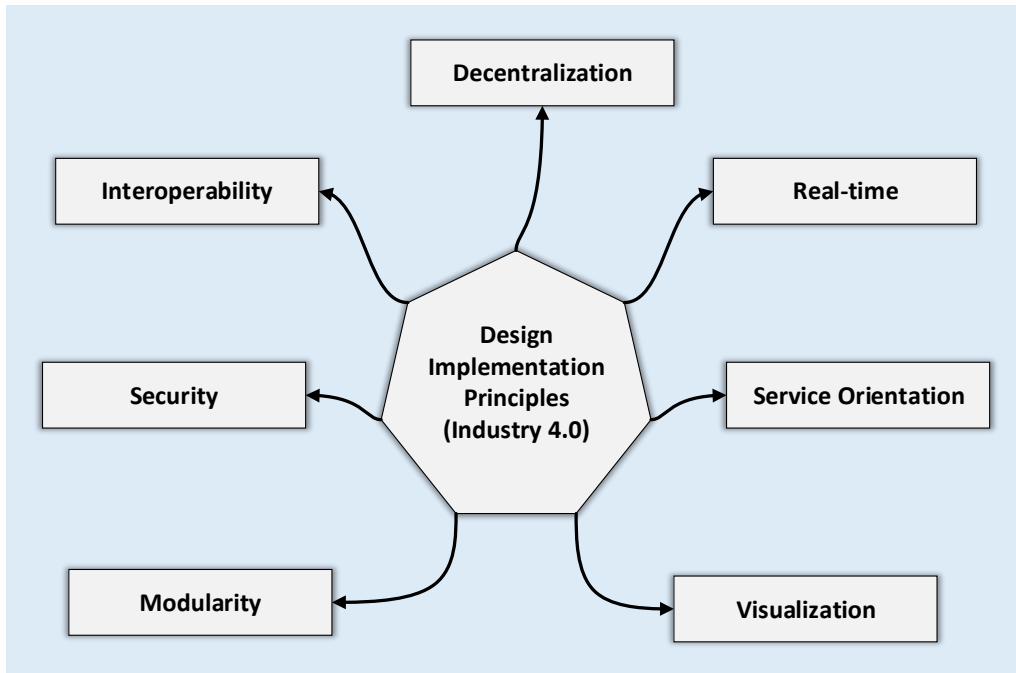 Decentralization
Interoperability
Real-time
Design
Implementation
Principles
(Industry 4.0)
Security
Service Orientation
Modularity
Visualization